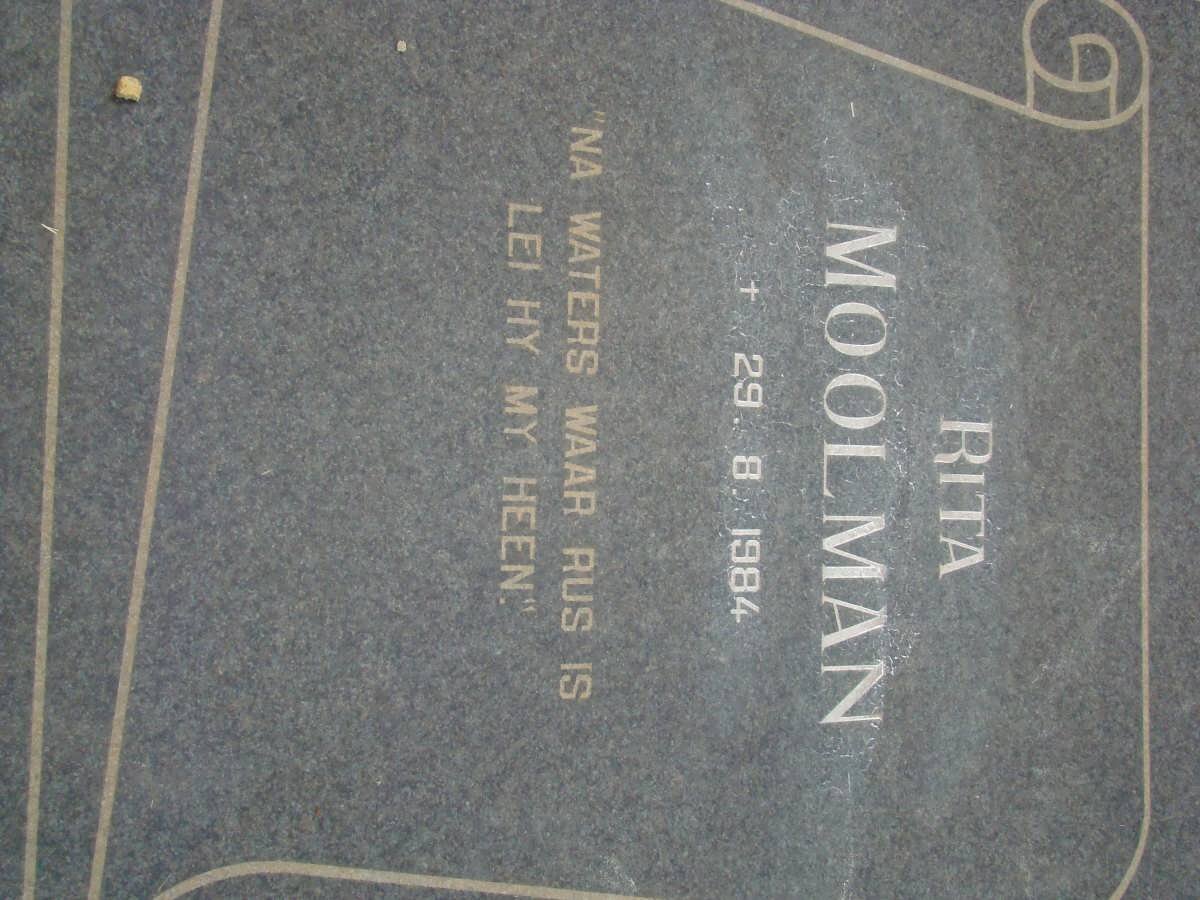 RITA
MOOLMAN
+ 29.8.1984
"NA WATERS WAAR RUS IS
LEI HY MY HEEN."